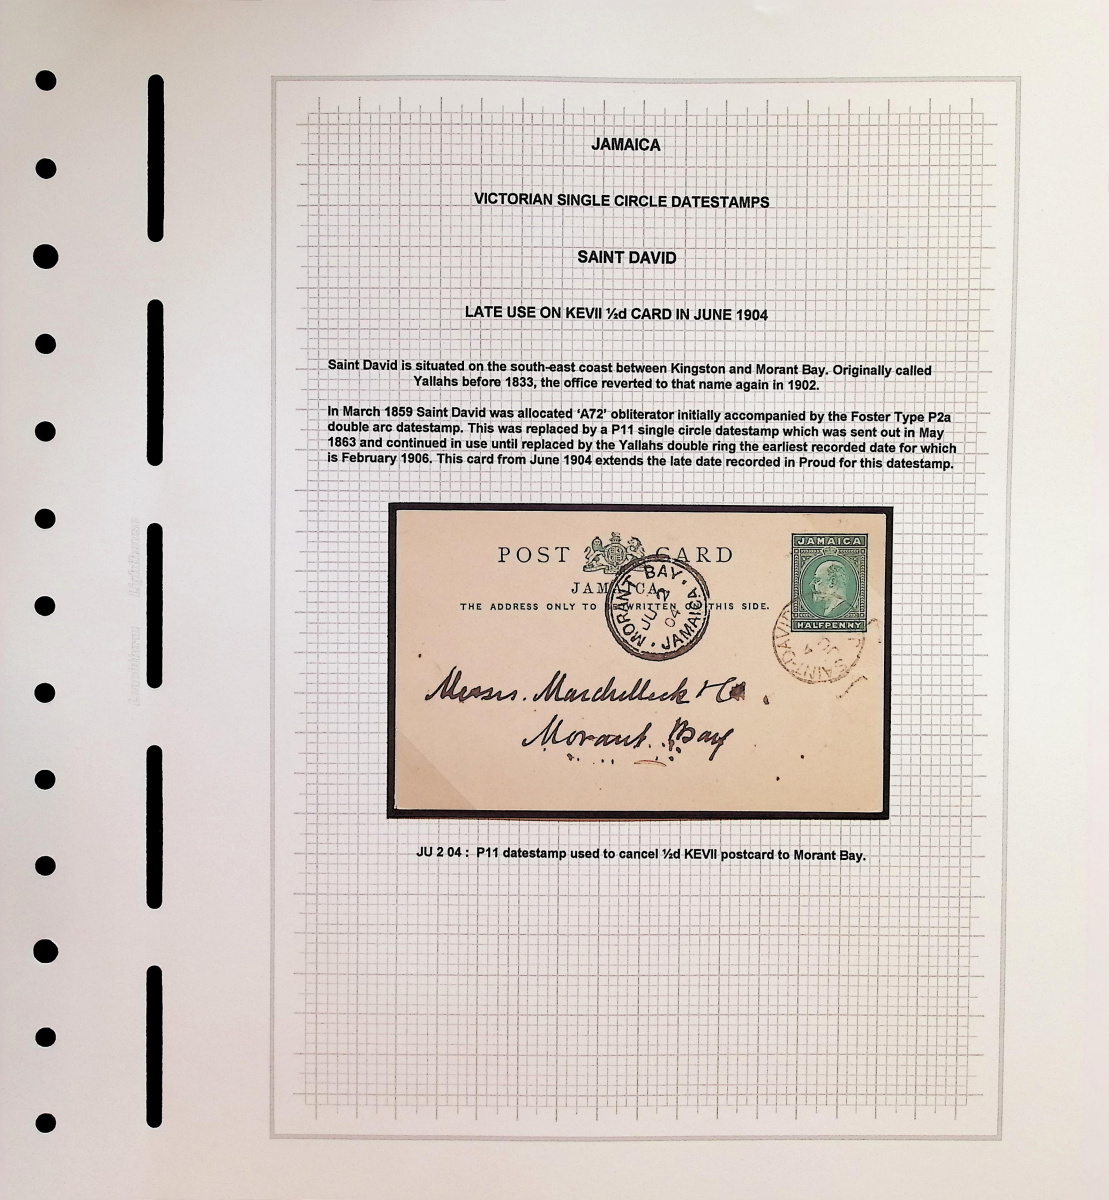 JAMAICA
VICTORIAN SINGLE CIRCLE DATESTAMPS
SAINT DAVID
LATE USE ON KEVII ½d CARD IN JUNE 1904
Saint David is situated on the south-east coast between Kingston and Morant Bay. Originally called
Yallahs before 1833, the office reverted to that name again in 1902.
In March 1859 Saint David was allocated ‘A72’ obliterator initially accompanied by the Foster Type P2a
double arc datestamp. This was replaced by a P11 single circle datestamp which was sent out in May
1863 and continued in use until replaced by the Yallahs double ring the earliest recorded date for which
is February 1906. This card from June 1904 extends the late date recorded in Proud for this datestamp.
JAMAICA
HALFPENNY
POST CARD
JAMAICA
THE ADDRESS ONLY TO BE WRITTEN ON THIS SIDE.
MORANT BAY · JAMAICA ·
JU 2
04
SAINT-DAVID
JU
4
Messrs. & Co
Morant Bay
JU 2 04 : P11 datestamp used to cancel ½d KEVII postcard to Morant Bay.